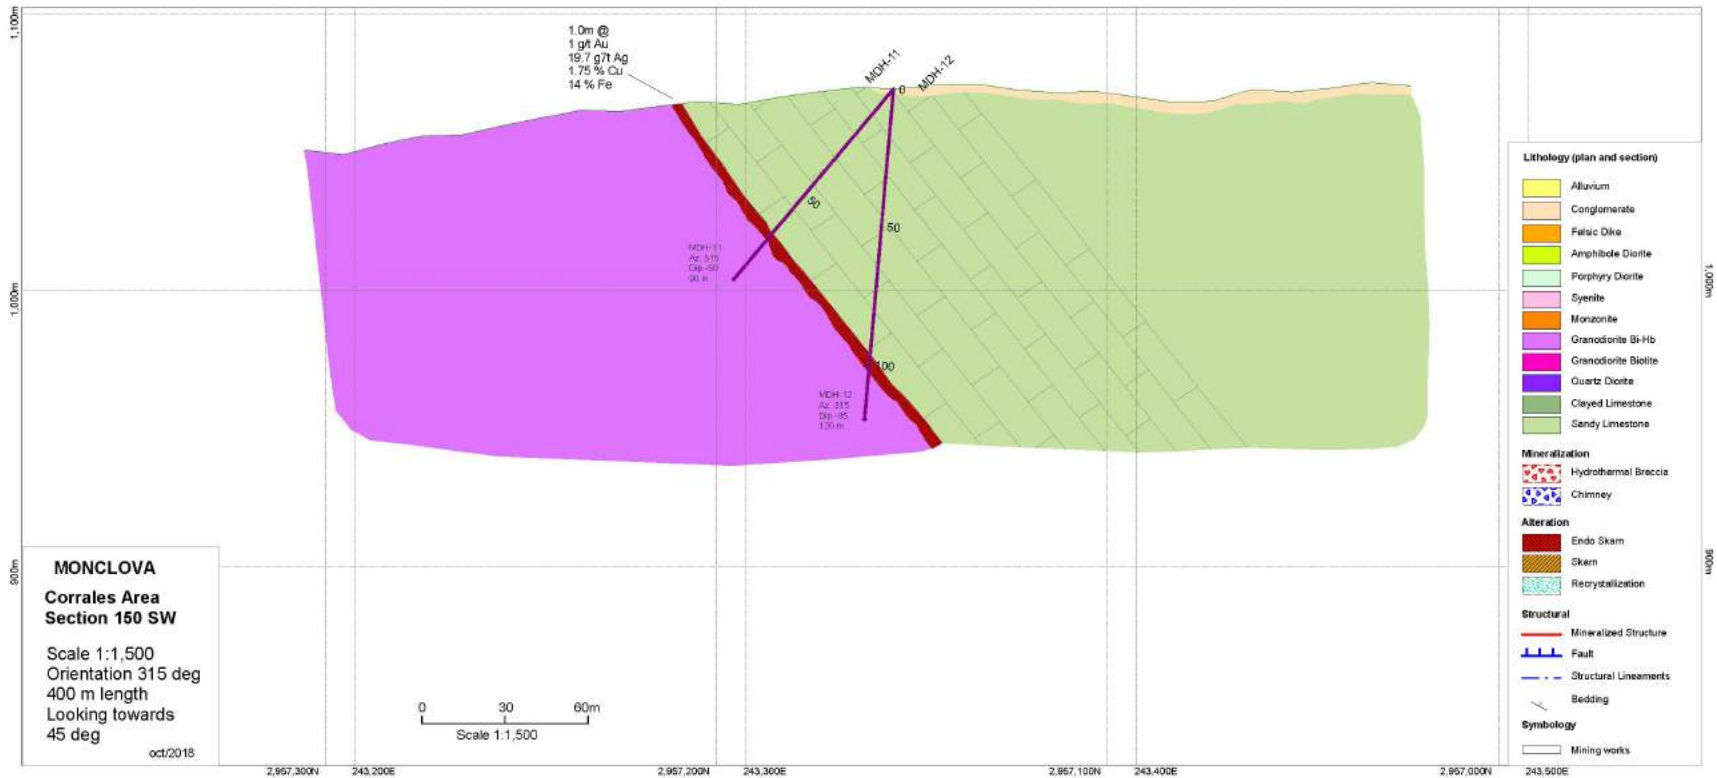 1,100m
1.0m @
1 g/t Au
19.7 g7t Ag
1.75 % Cu
14 % Fe
MDH-11
MDH-12
0
50
50
100
MDH-11
Az. 315
Dip -50
90 m
MDH-12
Az. 315
Dip -85
120 m
1,000m
1,000m
900m
900m
Lithology (plan and section)
Alluvium
Conglomerate
Felsic Dike
Amphibole Diorite
Porphyry Diorite
Syenite
Monzonite
Granodiorite Bi-Hb
Granodiorite Biotite
Quartz Diorite
Clayed Limestone
Sandy Limestone
Mineralization
Hydrothermal Breccia
Chimney
Alteration
Endo Skarn
Skarn
Recrystallization
Structural
Mineralized Structure
Fault
Structural Lineaments
Bedding
Symbology
Mining works
MONCLOVA
Corrales Area
Section 150 SW
Scale 1:1,500
Orientation 315 deg
400 m length
Looking towards
45 deg
oct/2018
0 30 60m
Scale 1:1,500
2,957,300N 243,200E 2,957,200N 243,300E 2,957,100N 243,400E 2,957,000N 243,500E